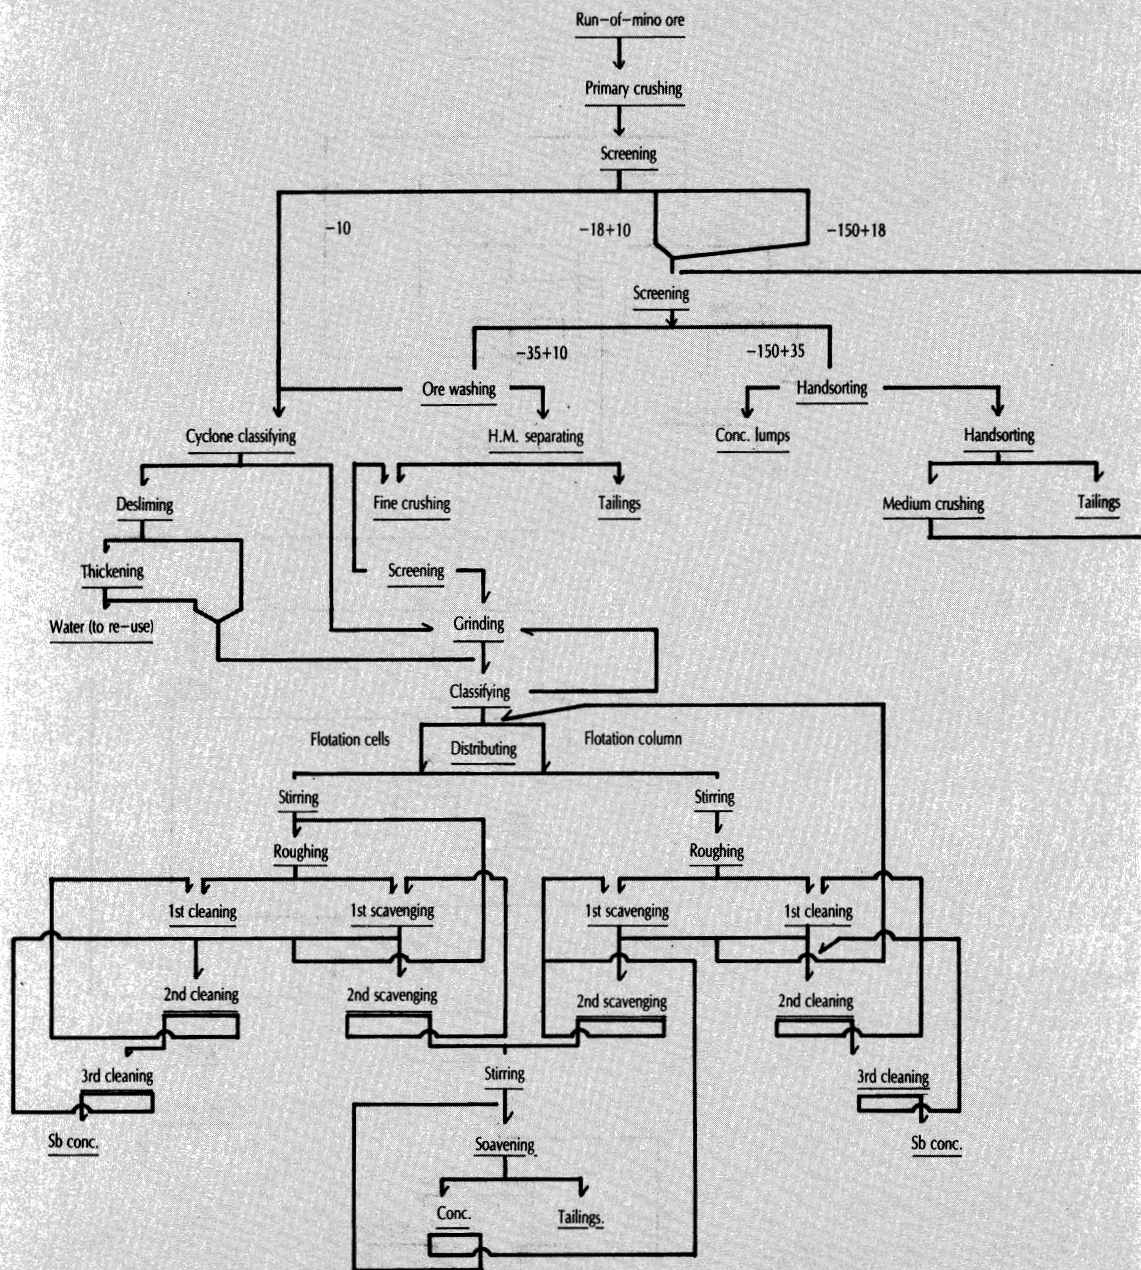 Run-of-mino ore
Primary crushing
Screening
-10
-18+10
-150+18
Screening
-35+10
-150+35
Ore washing
Handsorting
Cyclone classifying
H.M. separating
Conc. lumps
Handsorting
Desliming
Fine crushing
Tailings
Medium crushing
Tailings
Thickening
Screening
Water (to re-use)
Grinding
Classifying
Flotation cells
Distributing
Flotation column
Stirring
Stirring
Roughing
Roughing
1st cleaning
1st scavenging
1st scavenging
1st cleaning
2nd cleaning
2nd scavenging
2nd scavenging
2nd cleaning
3rd cleaning
Stirring
3rd cleaning
Sb conc.
Soavening
Sb conc.
Conc.
Tailings.